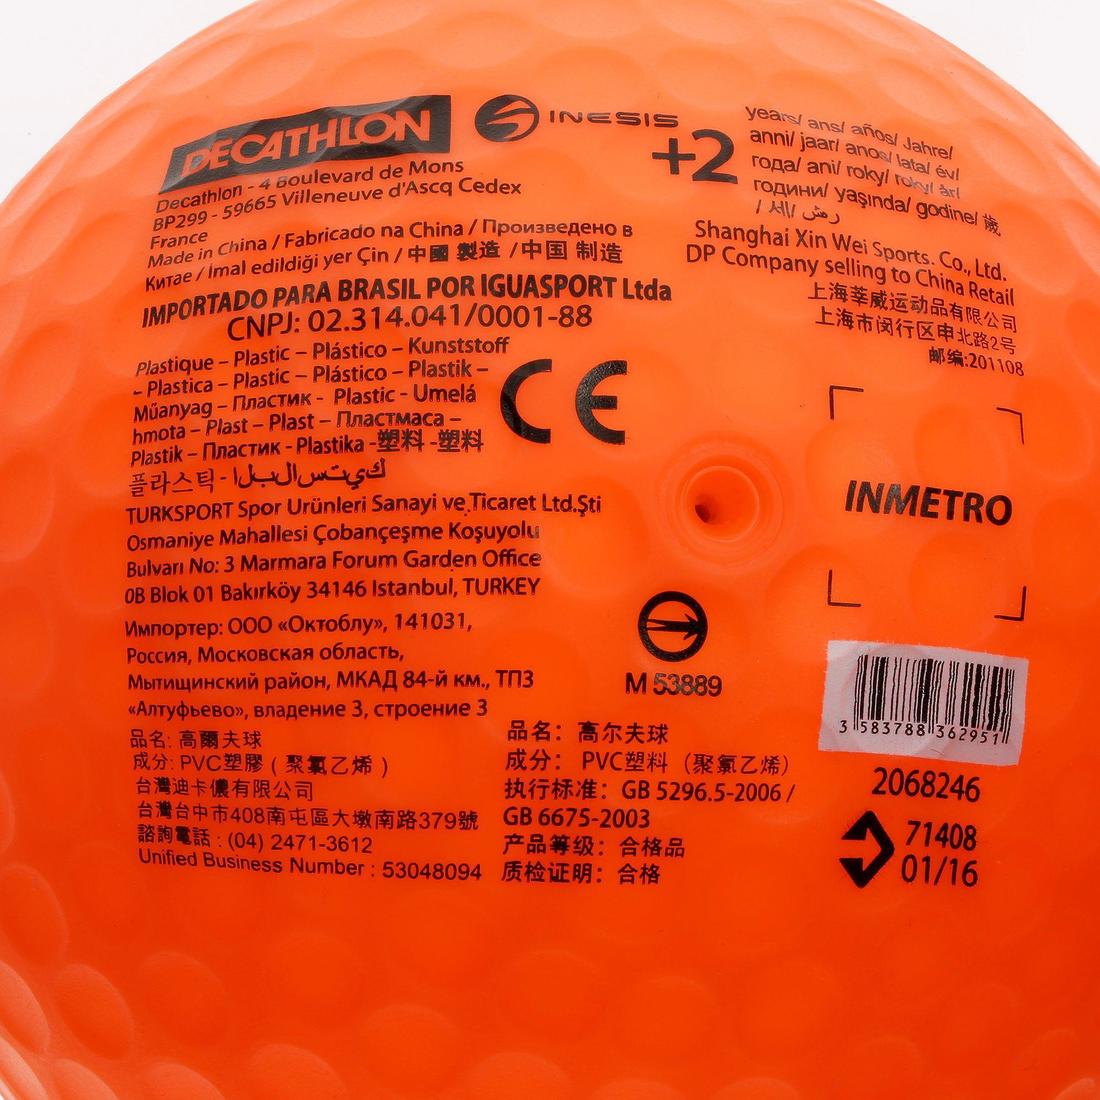 DECATHLON
INESIS
Decathlon - 4 Boulevard de Mons
BP299 - 59665 Villeneuve d'Ascq Cedex
France
Made in China / Fabricado na China / Произведено в
Китае / İmal edildiği yer Çin / 中國 製造 / 中国 制造
IMPORTADO PARA BRASIL POR IGUASPORT Ltda
CNPJ: 02.314.041/0001-88
Plastique – Plastic – Plástico – Kunststoff
– Plastica – Plastic – Plástico – Plastik –
Műanyag – Пластик - Plastic - Umelá
hmota – Plast – Plast – Пластмаса –
Plastik – Пластик - Plastika -塑料 -塑料
플라스틱 - ا ل ب ل ا س ت ي ك
CE
TURKSPORT Spor Urünleri Sanayi ve Ticaret Ltd.Şti
Osmaniye Mahallesi Çobançeşme Koşuyolu
Bulvarı No: 3 Marmara Forum Garden Office
0B Blok 01 Bakırköy 34146 Istanbul, TURKEY
Импортер: ООО «Октоблу», 141031,
Россия, Московская область,
Мытищинский район, МКАД 84-й км., ТПЗ
«Алтуфьево», владение 3, строение 3
品名: 高爾夫球
成分: PVC塑膠 ( 聚氯乙烯 )
台灣迪卡儂有限公司
台灣台中市408南屯區大墩南路379號
諮詢電話 : (04) 2471-3612
Unified Business Number : 53048094
品名： 高尔夫球
成分： PVC塑料（聚氯乙烯）
执行标准：GB 5296.5-2006 /
GB 6675-2003
产品等级：合格品
质检证明：合格
+2
years/ ans/ años/ Jahre/
anni/ jaar/ anos/ lata/ év/
года/ ani/ roky/ roky/ år/
години/ yaşında/ godine/ 歲
/ 세/
Shanghai Xin Wei Sports. Co., Ltd.
DP Company selling to China Retail
上海莘威运动品有限公司
上海市闵行区申北路2号
邮编:201108
INMETRO
M 53889
3 583788 362951
2068246
71408
01/16